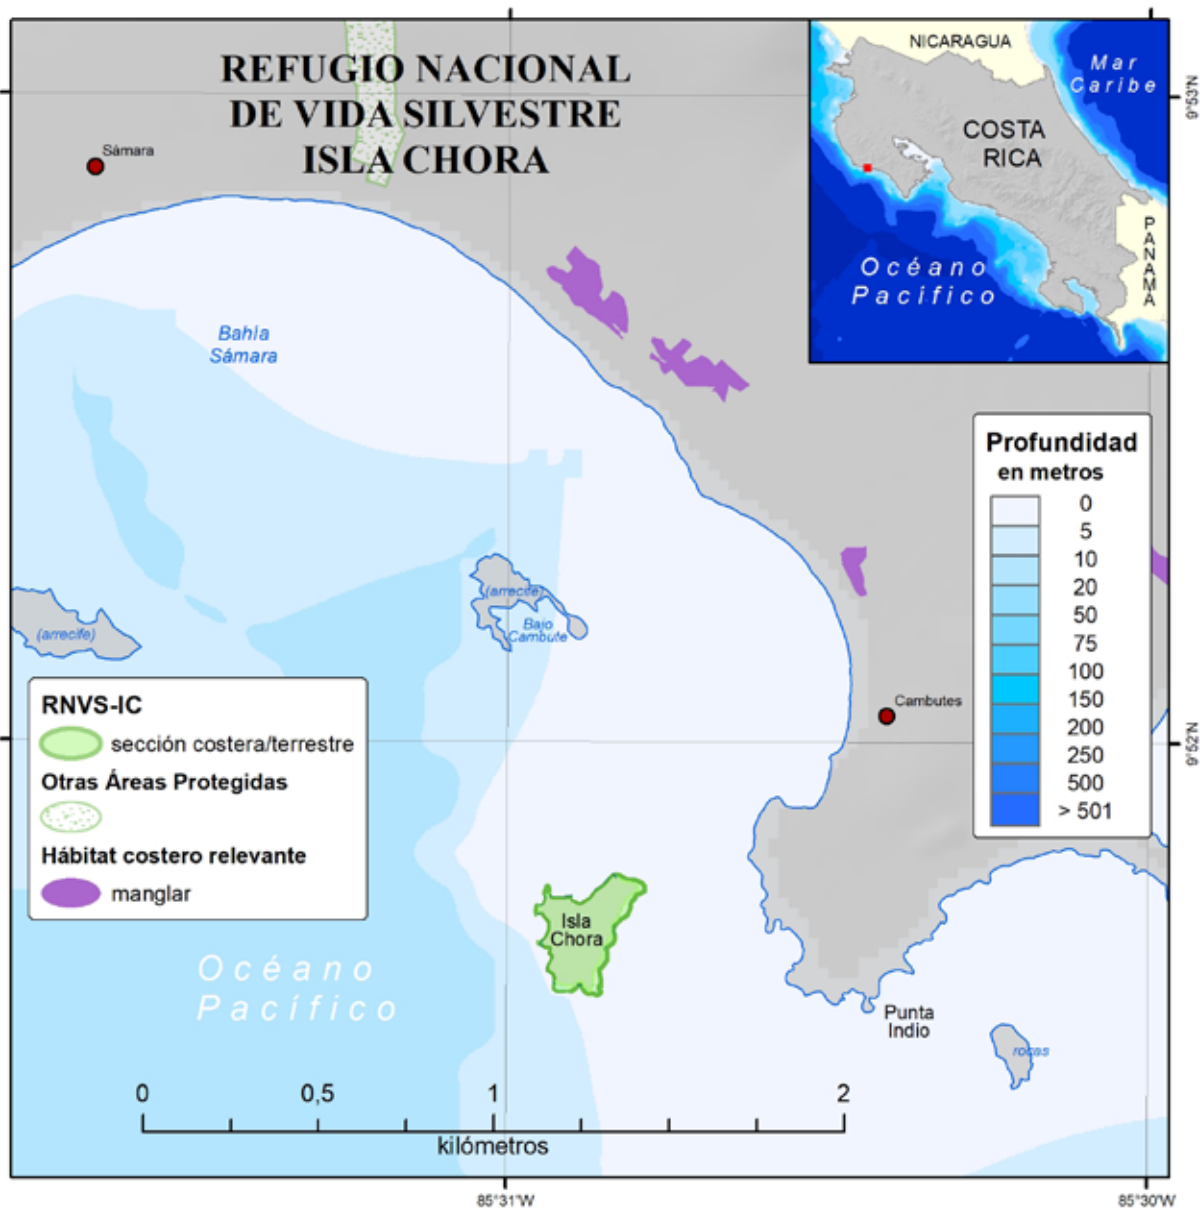 REFUGIO NACIONAL
DE VIDA SILVESTRE
ISLA CHORA
NICARAGUA
Mar
Caribe
COSTA
RICA
PANAMÁ
Océano
Pacífico
9°53'N
Sámara
Bahía
Sámara
Profundidad
en metros
0
5
10
20
50
75
100
150
200
250
500
> 501
(arrecife)
Bajo
Cambute
(arrecife)
Cambutes
9°52'N
RNVS-IC
sección costera/terrestre
Otras Áreas Protegidas
Hábitat costero relevante
manglar
Isla
Chora
Océano
Pacífico
Punta
Indio
rocas
0 0,5 1 2
kilómetros
85°31'W 85°30'W